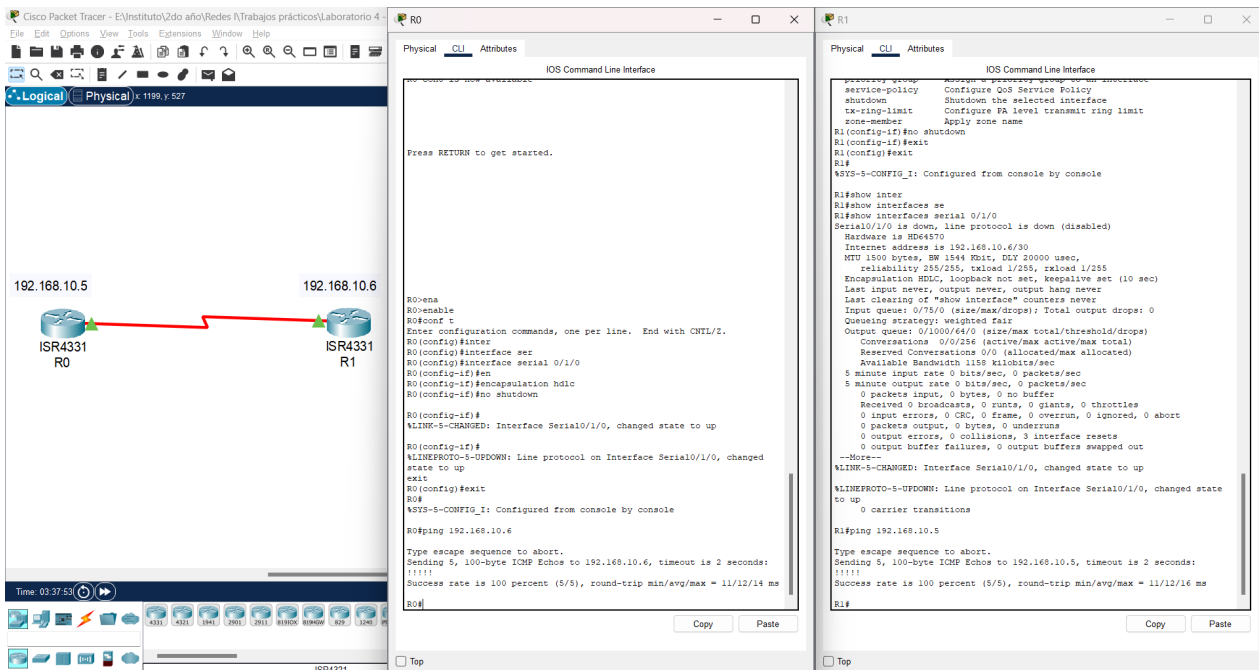 Cisco Packet Tracer - E:\Instituto\2do año\Redes I\Trabajos prácticos\Laboratorio 4 -
File Edit Options View Tools Extensions Window Help
Logical Physical x: 1199, y: 527
192.168.10.5
192.168.10.6
ISR4331
R0
ISR4331
R1
Time: 03:37:53
4331 4321 1941 2901 2911 819IOX 819HGW 829 1240
ISR4321
R0
Physical CLI Attributes
IOS Command Line Interface
R0 con0 is now available
Press RETURN to get started.
R0>ena
R0>enable
R0#conf t
Enter configuration commands, one per line. End with CNTL/Z.
R0(config)#inter
R0(config)#interface ser
R0(config)#interface serial 0/1/0
R0(config-if)#en
R0(config-if)#encapsulation hdlc
R0(config-if)#no shutdown
R0(config-if)#
%LINK-5-CHANGED: Interface Serial0/1/0, changed state to up
R0(config-if)#
%LINEPROTO-5-UPDOWN: Line protocol on Interface Serial0/1/0, changed
state to up
exit
R0(config)#exit
R0#
%SYS-5-CONFIG_I: Configured from console by console
R0#ping 192.168.10.6
Type escape sequence to abort.
Sending 5, 100-byte ICMP Echos to 192.168.10.6, timeout is 2 seconds:
!!!!!
Success rate is 100 percent (5/5), round-trip min/avg/max = 11/12/14 ms
R0#
Copy Paste
Top
R1
Physical CLI Attributes
IOS Command Line Interface
priority-group Assign a priority group to an interface
service-policy Configure QoS Service Policy
shutdown Shutdown the selected interface
tx-ring-limit Configure PA level transmit ring limit
zone-member Apply zone name
R1(config-if)#no shutdown
R1(config-if)#exit
R1(config)#exit
R1#
%SYS-5-CONFIG_I: Configured from console by console
R1#show inter
R1#show interfaces se
R1#show interfaces serial 0/1/0
Serial0/1/0 is down, line protocol is down (disabled)
Hardware is HD64570
Internet address is 192.168.10.6/30
MTU 1500 bytes, BW 1544 Kbit, DLY 20000 usec,
reliability 255/255, txload 1/255, rxload 1/255
Encapsulation HDLC, loopback not set, keepalive set (10 sec)
Last input never, output never, output hang never
Last clearing of "show interface" counters never
Input queue: 0/75/0 (size/max/drops); Total output drops: 0
Queueing strategy: weighted fair
Output queue: 0/1000/64/0 (size/max total/threshold/drops)
Conversations 0/0/256 (active/max active/max total)
Reserved Conversations 0/0 (allocated/max allocated)
Available Bandwidth 1158 kilobits/sec
5 minute input rate 0 bits/sec, 0 packets/sec
5 minute output rate 0 bits/sec, 0 packets/sec
0 packets input, 0 bytes, 0 no buffer
Received 0 broadcasts, 0 runts, 0 giants, 0 throttles
0 input errors, 0 CRC, 0 frame, 0 overrun, 0 ignored, 0 abort
0 packets output, 0 bytes, 0 underruns
0 output errors, 0 collisions, 3 interface resets
0 output buffer failures, 0 output buffers swapped out
--More--
%LINK-5-CHANGED: Interface Serial0/1/0, changed state to up
%LINEPROTO-5-UPDOWN: Line protocol on Interface Serial0/1/0, changed state
to up
0 carrier transitions
R1#ping 192.168.10.5
Type escape sequence to abort.
Sending 5, 100-byte ICMP Echos to 192.168.10.5, timeout is 2 seconds:
!!!!!
Success rate is 100 percent (5/5), round-trip min/avg/max = 11/12/16 ms
R1#
Copy Paste
Top